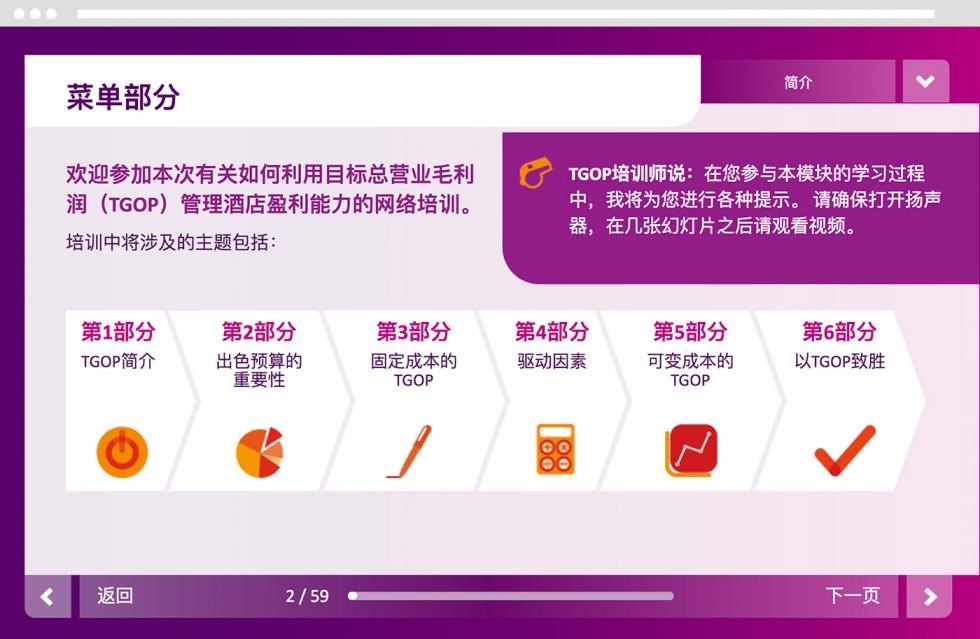 菜单部分
简介
欢迎参加本次有关如何利用目标总营业毛利
润（TGOP）管理酒店盈利能力的网络培训。
培训中将涉及的主题包括：
TGOP培训师说：在您参与本模块的学习过程
中，我将为您进行各种提示。 请确保打开扬声
器，在几张幻灯片之后请观看视频。
第1部分
TGOP简介
第2部分
出色预算的
重要性
第3部分
固定成本的
TGOP
第4部分
驱动因素
第5部分
可变成本的
TGOP
第6部分
以TGOP致胜
返回
2 / 59
下一页